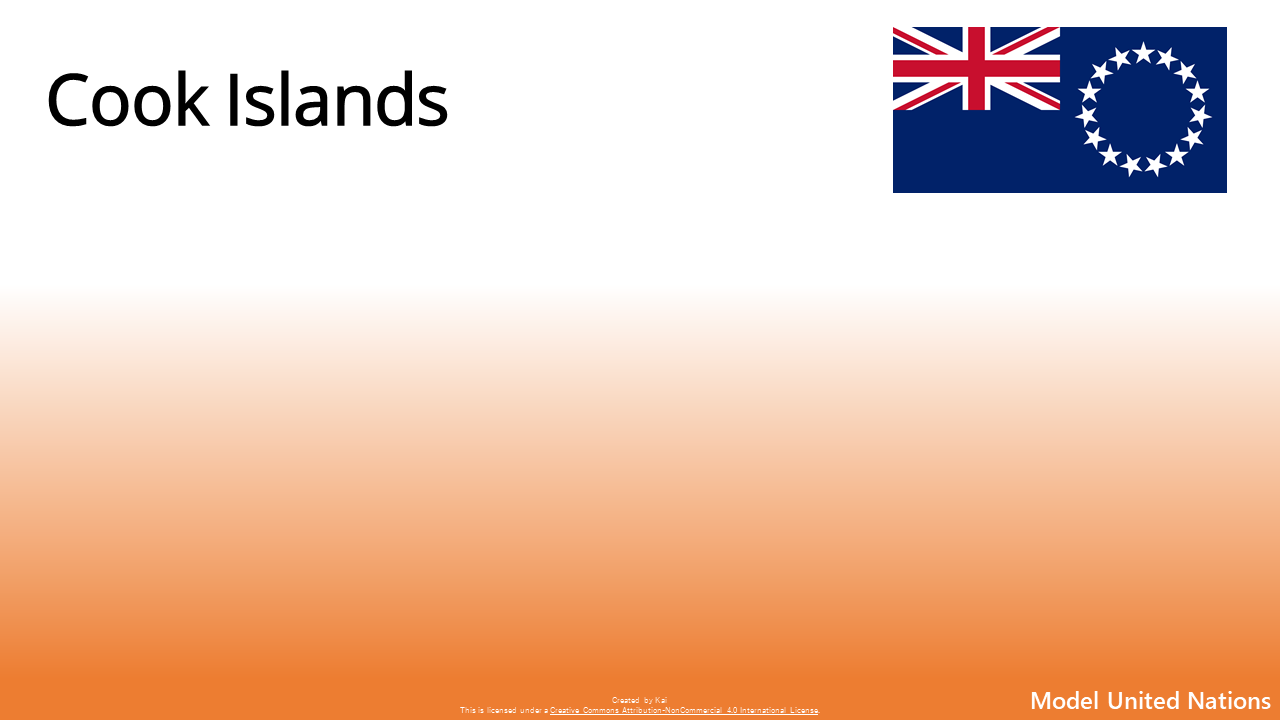 Cook Islands
Created by Kai
This is licensed under a Creative Commons Attribution-NonCommercial 4.0 International License.
Model United Nations